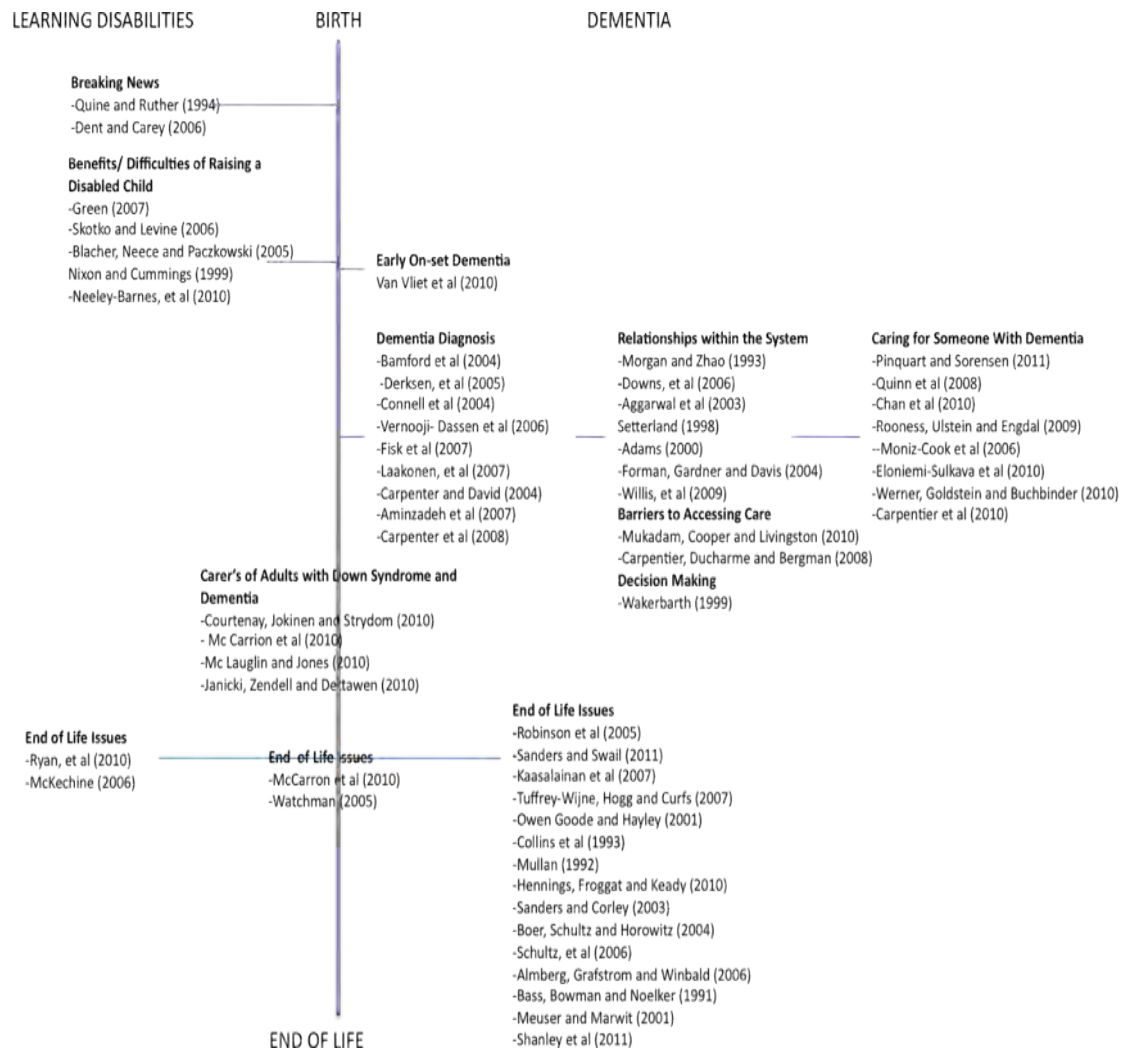 LEARNING DISABILITIES
BIRTH
DEMENTIA
Breaking News
-Quine and Ruther (1994)
-Dent and Carey (2006)
Benefits/ Difficulties of Raising a
Disabled Child
-Green (2007)
-Skotko and Levine (2006)
-Blacher, Neece and Paczkowski (2005)
Nixon and Cummings (1999)
-Neeley-Barnes, et al (2010)
Early On-set Dementia
Van Vliet et al (2010)
Dementia Diagnosis
-Bamford et al (2004)
-Derksen, et al (2005)
-Connell et al (2004)
-Vernooji- Dassen et al (2006)
-Fisk et al (2007)
-Laakonen, et al (2007)
-Carpenter and David (2004)
-Aminzadeh et al (2007)
-Carpenter et al (2008)
Relationships within the System
-Morgan and Zhao (1993)
-Downs, et al (2006)
-Aggarwal et al (2003)
Setterland (1998)
-Adams (2000)
-Forman, Gardner and Davis (2004)
-Willis, et al (2009)
Barriers to Accessing Care
-Mukadam, Cooper and Livingston (2010)
-Carpentier, Ducharme and Bergman (2008)
Decision Making
-Wakerbarth (1999)
Caring for Someone With Dementia
-Pinquart and Sorensen (2011)
-Quinn et al (2008)
-Chan et al (2010)
-Rooness, Ulstein and Engdal (2009)
--Moniz-Cook et al (2006)
-Eloniemi-Sulkava et al (2010)
-Werner, Goldstein and Buchbinder (2010)
-Carpentier et al (2010)
Carer's of Adults with Down Syndrome and
Dementia
-Courtenay, Jokinen and Strydom (2010)
- Mc Carrion et al (2010)
-Mc Lauglin and Jones (2010)
-Janicki, Zendell and (2010)
End of Life Issues
-Ryan, et al (2010)
-McKechine (2006)
End of Life Issues
-McCarron et al (2010)
-Watchman (2005)
End of Life Issues
-Robinson et al (2005)
-Sanders and Swail (2011)
-Kaasalainan et al (2007)
-Tuffrey-Wijne, Hogg and Curfs (2007)
-Owen Goode and Hayley (2001)
-Collins et al (1993)
-Mullan (1992)
-Hennings, Froggat and Keady (2010)
-Sanders and Corley (2003)
-Boer, Schultz and Horowitz (2004)
-Schultz, et al (2006)
-Almberg, Grafstrom and Winbald (2006)
-Bass, Bowman and Noelker (1991)
-Meuser and Marwit (2001)
-Shanley et al (2011)
END OF LIFE